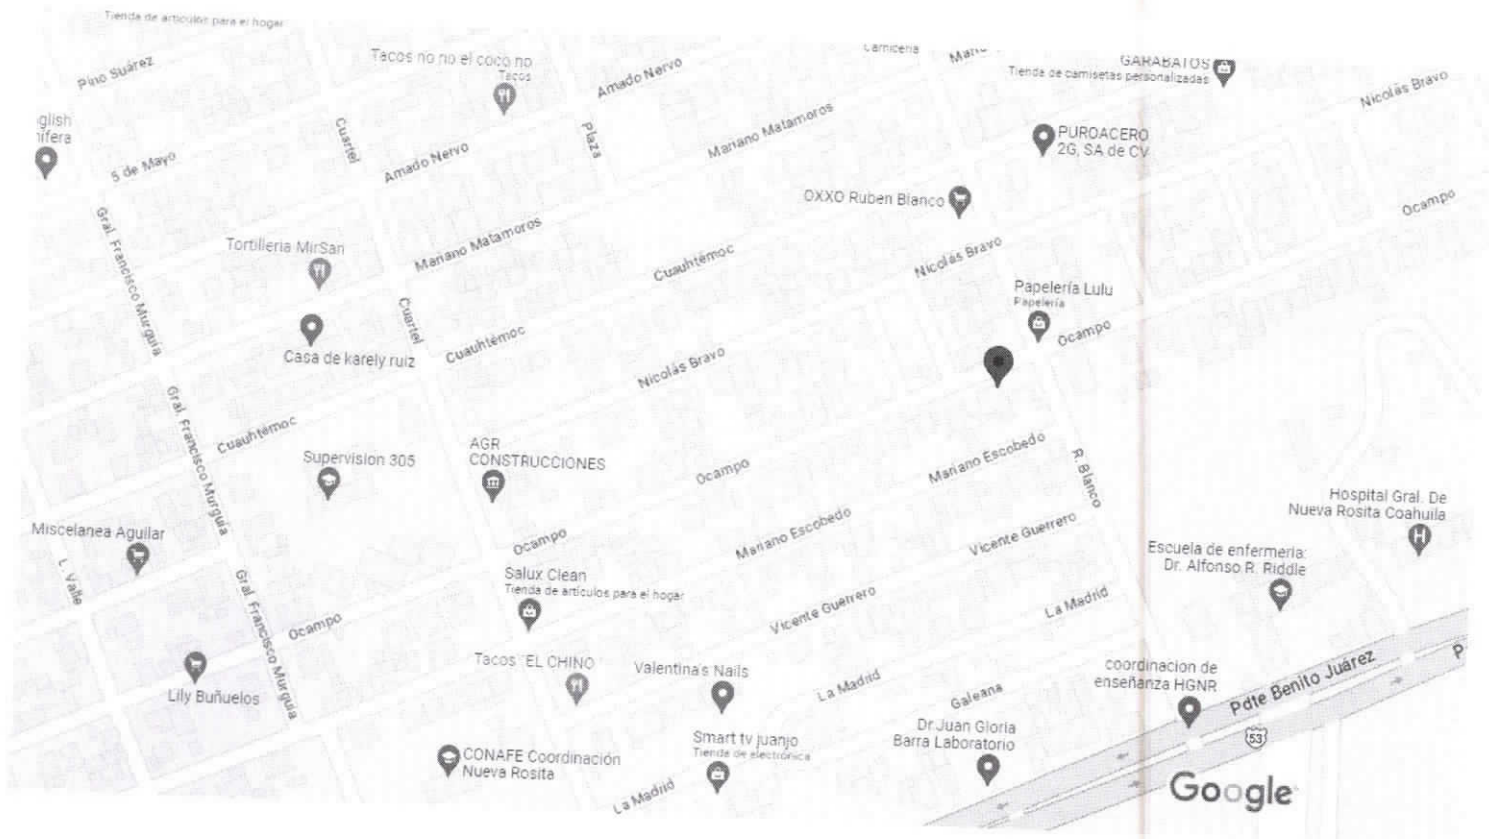 Tienda de artículos para el hogar
Pino Suárez
Tacos no no el coco no
Tacos
Amado Nervo
Carnicería
GARABATOS
Tienda de camisetas personalizadas
Nicolás Bravo
5 de Mayo
Cuartel
Amado Nervo
Plaza
Mariano Matamoros
PUROACERO
2G, SA de CV
OXXO Ruben Blanco
Ocampo
Gral. Francisco Murguía
Tortilleria MirSan
Mariano Matamoros
Cuauhtémoc
Nicolás Bravo
Papelería Lulu
Papelería
Ocampo
Casa de karely ruiz
Cuartel
Cuauhtémoc
Nicolás Bravo
Gral. Francisco Murguía
Cuauhtémoc
Supervision 305
AGR
CONSTRUCCIONES
Ocampo
Mariano Escobedo
R. Blanco
Hospital Gral. De
Nueva Rosita Coahuila
Miscelanea Aguilar
L. Valle
Gral. Francisco Murguía
Ocampo
Mariano Escobedo
Vicente Guerrero
Escuela de enfermeria:
Dr. Alfonso R. Riddle
Salux Clean
Tienda de artículos para el hogar
Ocampo
Vicente Guerrero
La Madrid
Lily Buñuelos
Tacos "EL CHINO
Valentina's Nails
La Madrid
Galeana
coordinacion de
enseñanza HGNR
Pdte Benito Juárez
P
53
CONAFE Coordinación
Nueva Rosita
Smart tv juanjo
Tienda de electrónica
Dr.Juan Gloria
Barra Laboratorio
La Madrid
H
Google